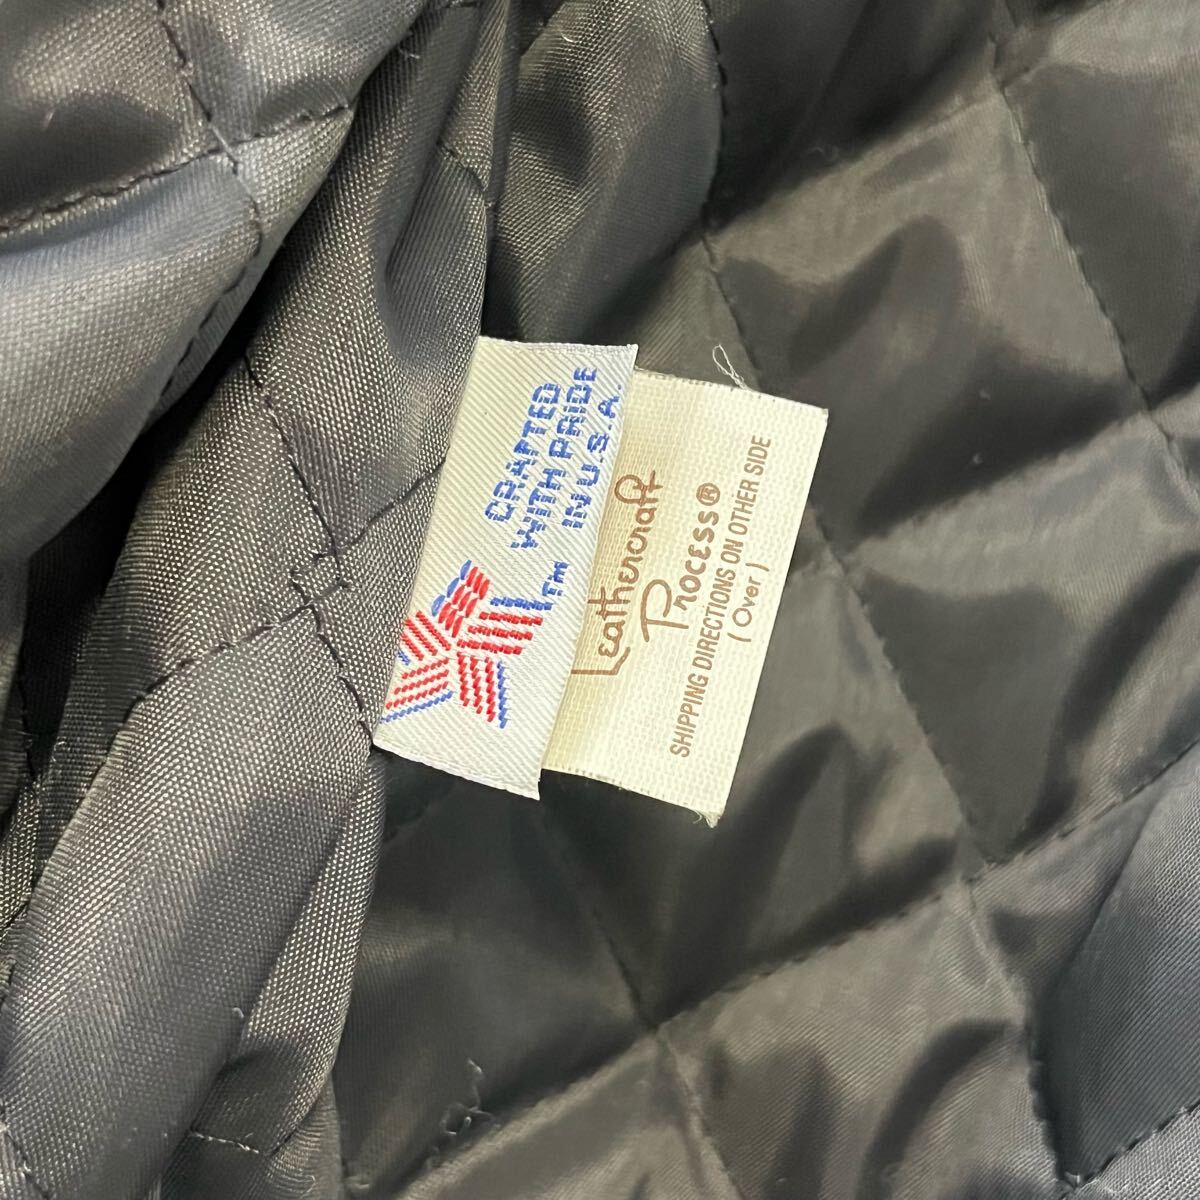 CRAFTED
WITH PRIDE
IN U.S.A.
TM
Leathercraft
Process®
SHIPPING DIRECTIONS ON OTHER SIDE
(Over)